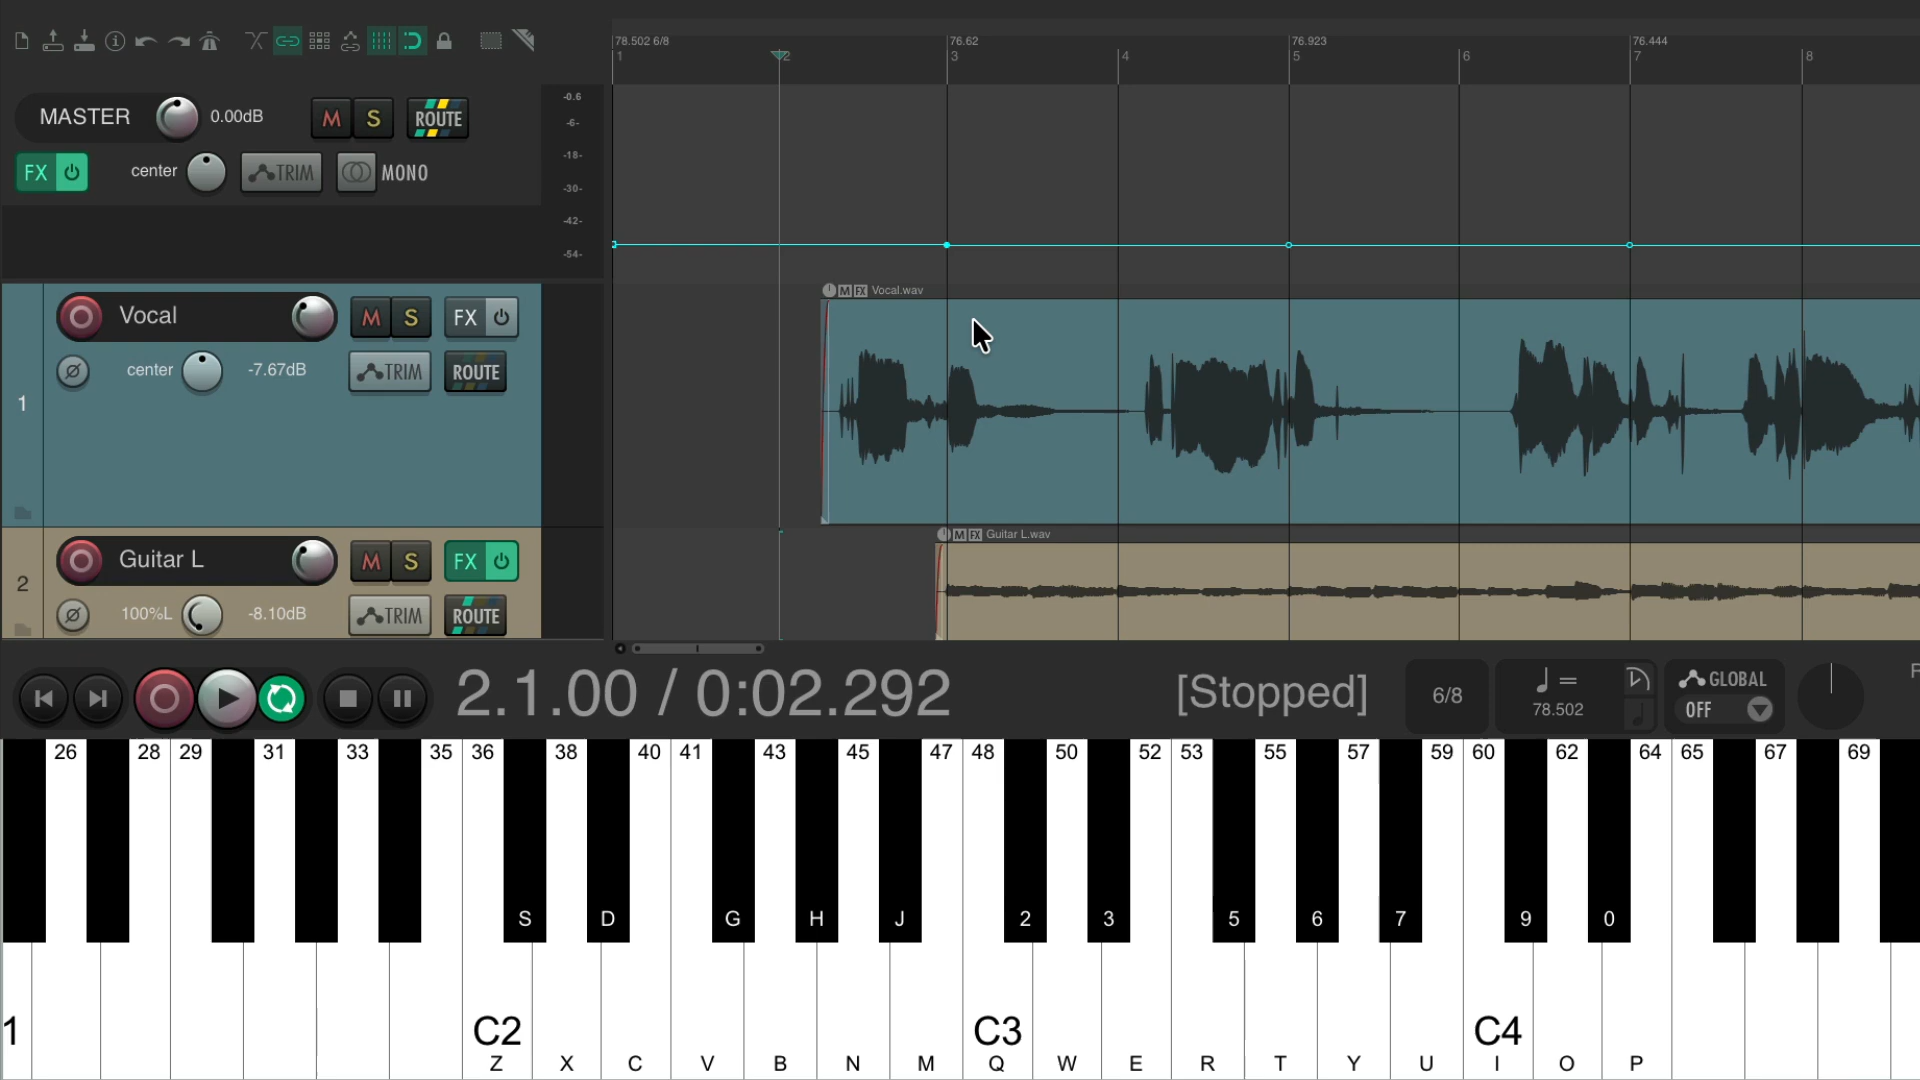 78.502 6/8 76.62 76.923 76.444
1 2 3 4 5 6 7 8
MASTER 0.00dB M S ROUTE
FX center TRIM MONO
-0.6
-6-
-18-
-30-
-42-
-54-
M FX Vocal.wav
Vocal M S FX
center -7.67dB TRIM ROUTE
1
M FX Guitar L.wav
Guitar L M S FX
2
100%L -8.10dB TRIM ROUTE
2.1.00 / 0:02.292 [Stopped] 6/8 = 78.502 GLOBAL OFF
26 28 29 31 33 35 36 38 40 41 43 45 47 48 50 52 53 55 57 59 60 62 64 65 67 69
S D G H J 2 3 5 6 7 9 0
1 C2 C3 C4
Z X C V B N M Q W E R T Y U I O P